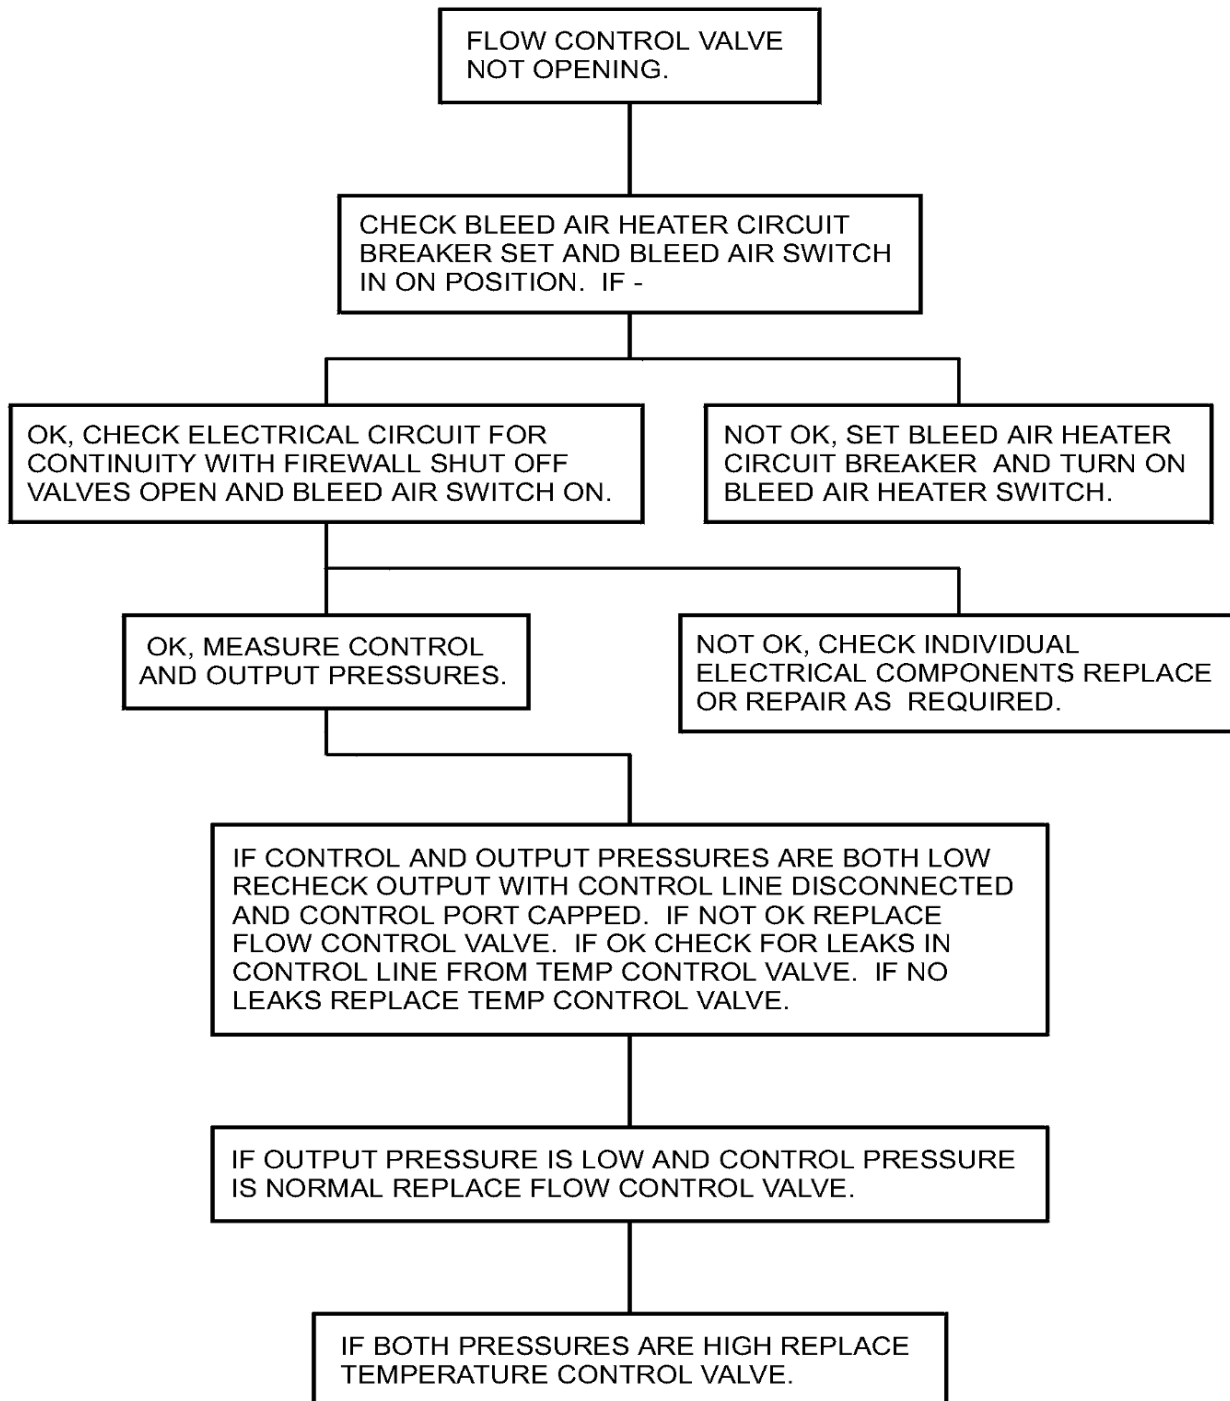 FLOW CONTROL VALVE
NOT OPENING.
CHECK BLEED AIR HEATER CIRCUIT
BREAKER SET AND BLEED AIR SWITCH
IN ON POSITION.  IF -
OK, CHECK ELECTRICAL CIRCUIT FOR
CONTINUITY WITH FIREWALL SHUT OFF
VALVES OPEN AND BLEED AIR SWITCH ON.
NOT OK, SET BLEED AIR HEATER
CIRCUIT BREAKER  AND TURN ON
BLEED AIR HEATER SWITCH.
OK, MEASURE CONTROL
AND OUTPUT PRESSURES.
NOT OK, CHECK INDIVIDUAL
ELECTRICAL COMPONENTS REPLACE
OR REPAIR AS  REQUIRED.
IF CONTROL AND OUTPUT PRESSURES ARE BOTH LOW
RECHECK OUTPUT WITH CONTROL LINE DISCONNECTED
AND CONTROL PORT CAPPED.  IF NOT OK REPLACE
FLOW CONTROL VALVE.  IF OK CHECK FOR LEAKS IN
CONTROL LINE FROM TEMP CONTROL VALVE.  IF NO
LEAKS REPLACE TEMP CONTROL VALVE.
IF OUTPUT PRESSURE IS LOW AND CONTROL PRESSURE
IS NORMAL REPLACE FLOW CONTROL VALVE.
IF BOTH PRESSURES ARE HIGH REPLACE
TEMPERATURE CONTROL VALVE.